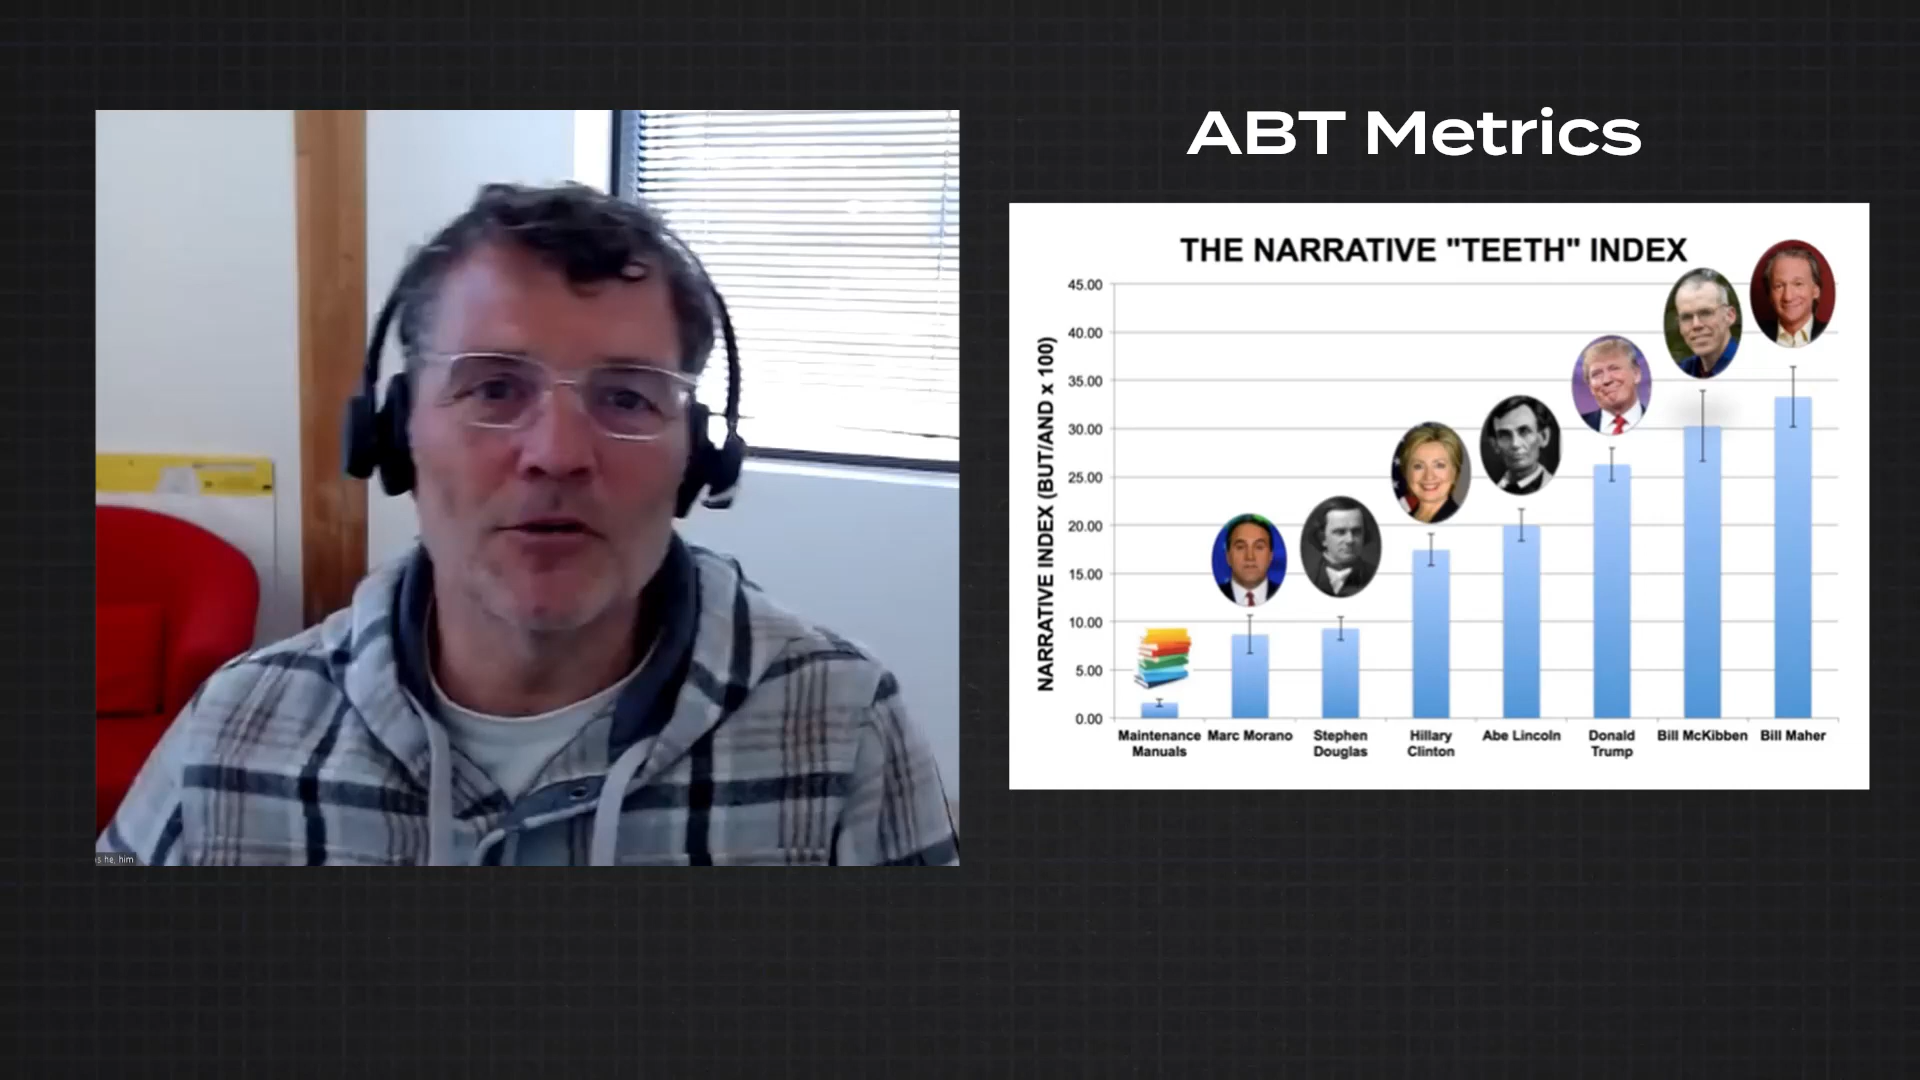 ABT Metrics
THE NARRATIVE "TEETH" INDEX
NARRATIVE INDEX (BUT/AND x 100)
45.00
40.00
35.00
30.00
25.00
20.00
15.00
10.00
5.00
0.00
Maintenance
Manuals
Marc Morano
Stephen
Douglas
Hillary
Clinton
Abe Lincoln
Donald
Trump
Bill McKibben
Bill Maher
s he, him